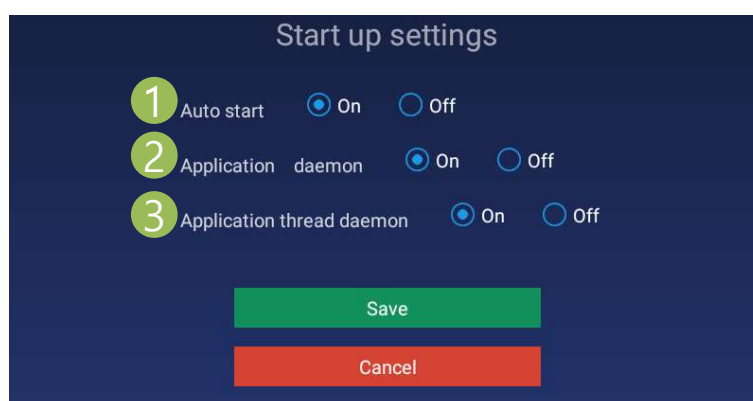 Start up settings
1 Auto start On Off
2 Application daemon On Off
3 Application thread daemon On Off
Save
Cancel